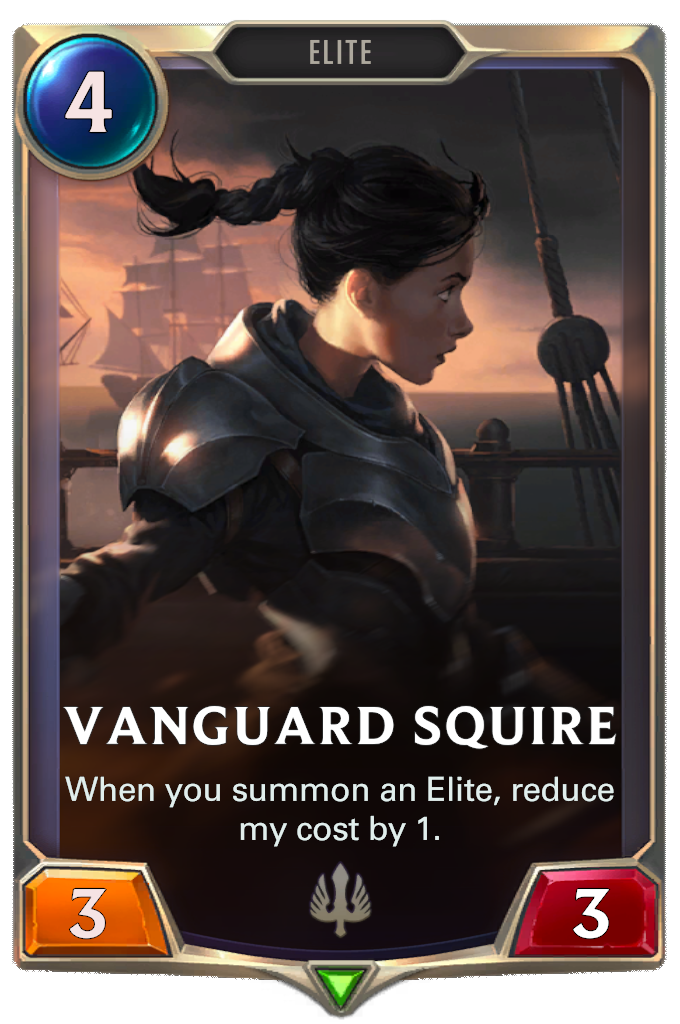 ELITE
4
VANGUARD SQUIRE
When you summon an Elite, reduce
my cost by 1.
3
3